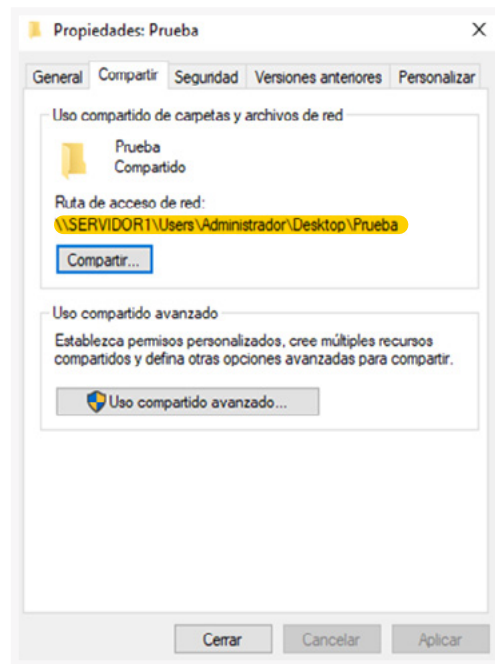 Propiedades: Prueba
General Compartir Seguridad Versiones anteriores Personalizar
Uso compartido de carpetas y archivos de red
Prueba
Compartido
Ruta de acceso de red:
\\SERVIDOR1\Users\Administrador\Desktop\Prueba
Compartir...
Uso compartido avanzado
Establezca permisos personalizados, cree múltiples recursos
compartidos y defina otras opciones avanzadas para compartir.
Uso compartido avanzado...
Cerrar Cancelar Aplicar